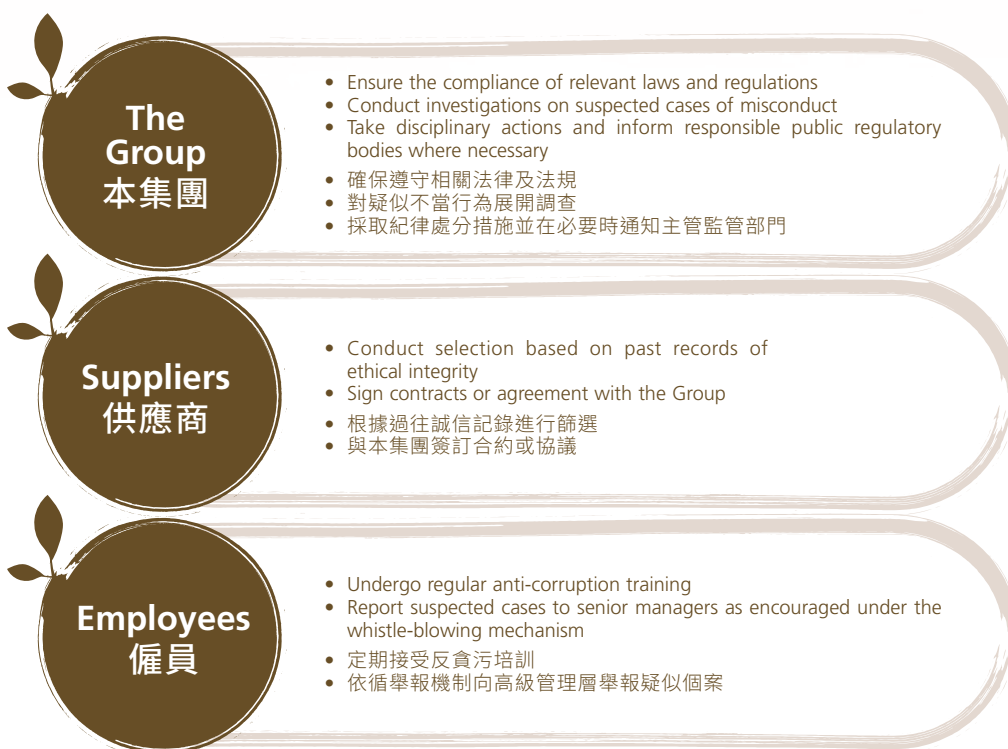 The
Group
本集團
• Ensure the compliance of relevant laws and regulations
• Conduct investigations on suspected cases of misconduct
• Take disciplinary actions and inform responsible public regulatory
bodies where necessary
• 確保遵守相關法律及法規
• 對疑似不當行為展開調查
• 採取紀律處分措施並在必要時通知主管監管部門
Suppliers
供應商
• Conduct selection based on past records of
ethical integrity
• Sign contracts or agreement with the Group
• 根據過往誠信記錄進行篩選
• 與本集團簽訂合約或協議
Employees
僱員
• Undergo regular anti-corruption training
• Report suspected cases to senior managers as encouraged under the
whistle-blowing mechanism
• 定期接受反貪污培訓
• 依循舉報機制向高級管理層舉報疑似個案